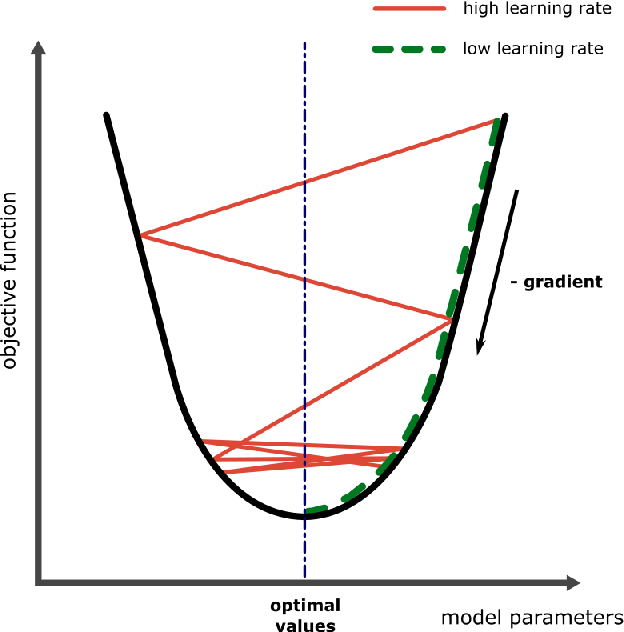 high learning rate
low learning rate
objective function
- gradient
optimal
values
model parameters